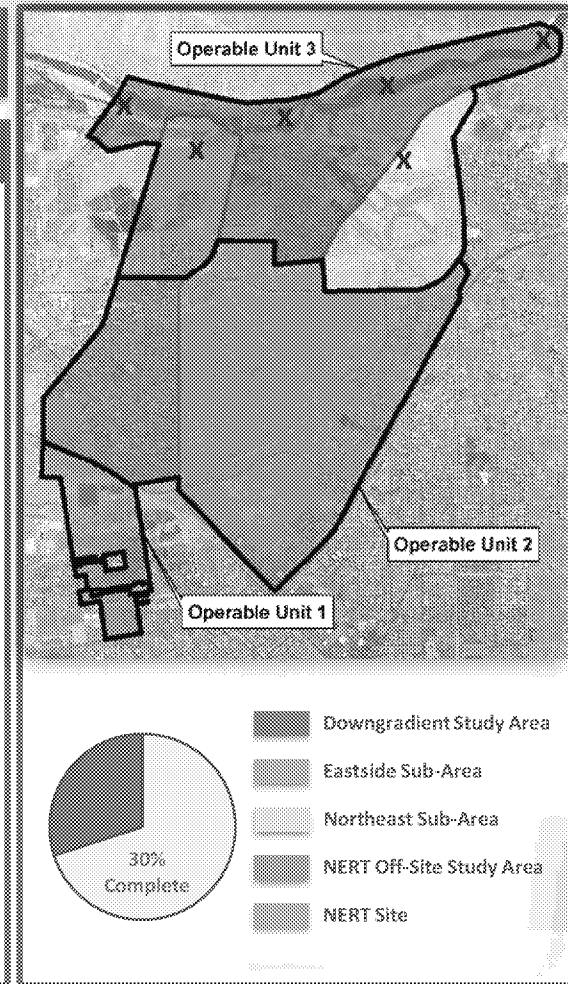 Operable Unit 3
X
X
X
X
X
X
Operable Unit 2
Operable Unit 1
30%
Complete
Downgradient Study Area
Eastside Sub-Area
Northeast Sub-Area
NERT Off-Site Study Area
NERT Site